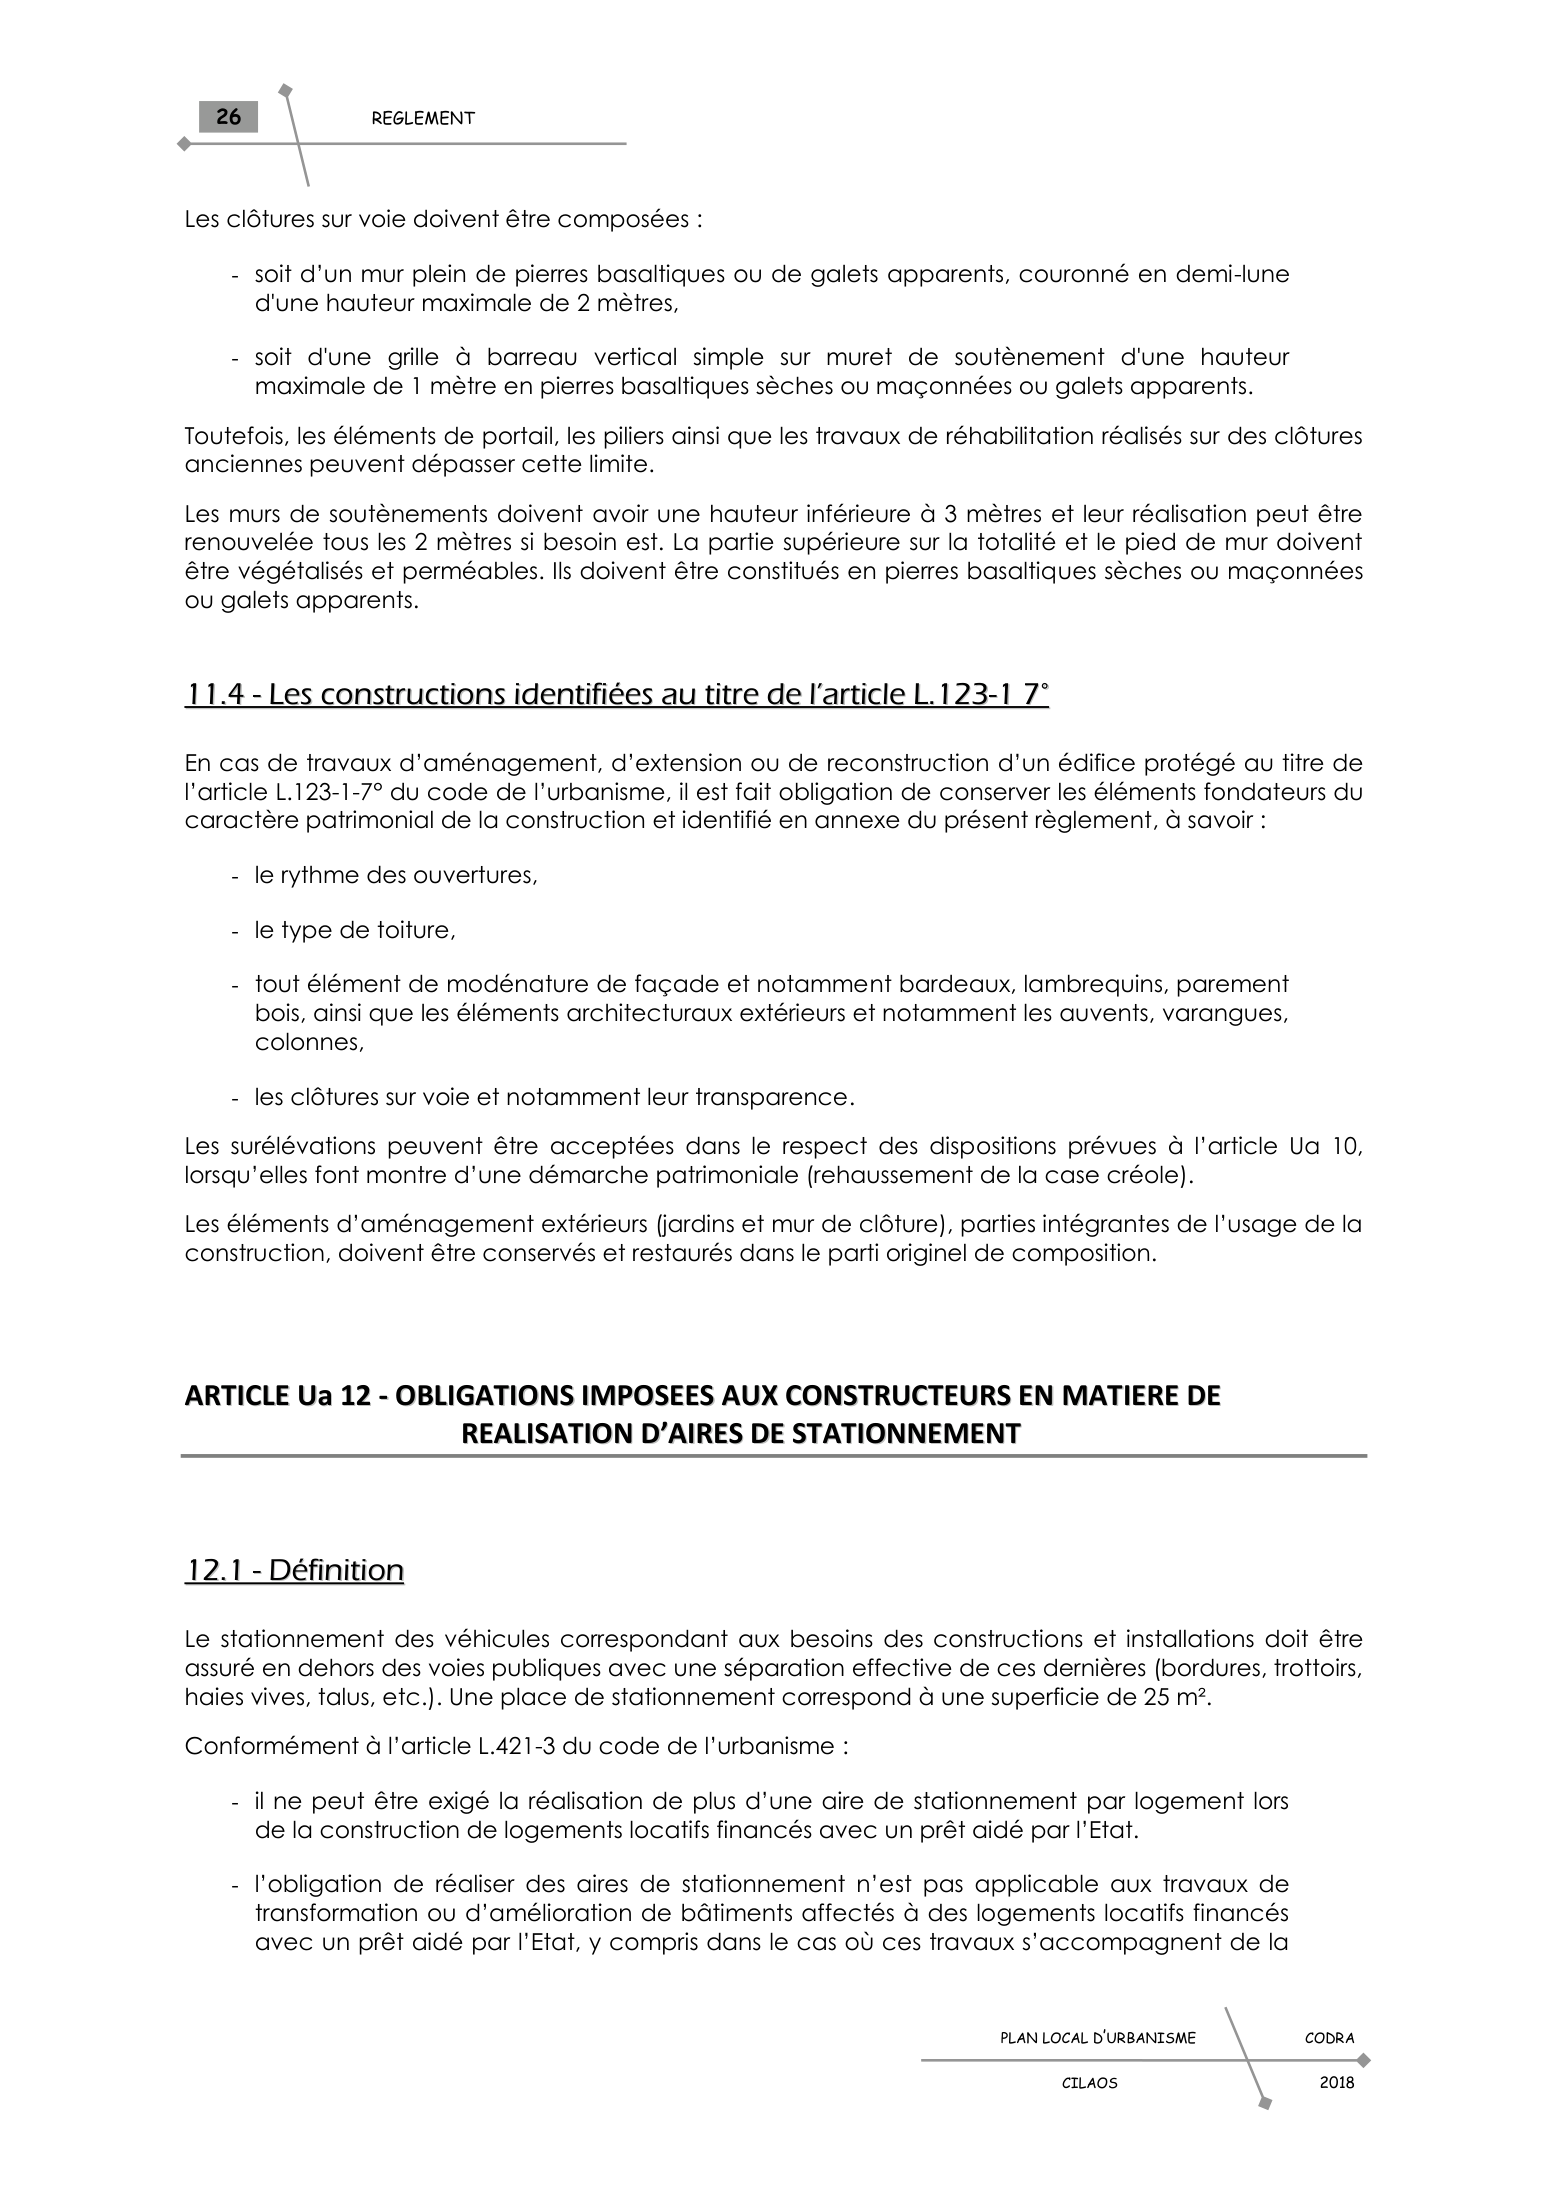 26
REGLEMENT
Les clôtures sur voie doivent être composées :
- soit d’un mur plein de pierres basaltiques ou de galets apparents, couronné en demi-lune
d'une hauteur maximale de 2 mètres,
- soit d'une grille à barreau vertical simple sur muret de soutènement d'une hauteur
maximale de 1 mètre en pierres basaltiques sèches ou maçonnées ou galets apparents.
Toutefois, les éléments de portail, les piliers ainsi que les travaux de réhabilitation réalisés sur des clôtures
anciennes peuvent dépasser cette limite.
Les murs de soutènements doivent avoir une hauteur inférieure à 3 mètres et leur réalisation peut être
renouvelée tous les 2 mètres si besoin est. La partie supérieure sur la totalité et le pied de mur doivent
être végétalisés et perméables. Ils doivent être constitués en pierres basaltiques sèches ou maçonnées
ou galets apparents.
11.4 - Les constructions identifiées au titre de l’article L.123-1 7°
En cas de travaux d’aménagement, d’extension ou de reconstruction d’un édifice protégé au titre de
l’article L.123-1-7° du code de l’urbanisme, il est fait obligation de conserver les éléments fondateurs du
caractère patrimonial de la construction et identifié en annexe du présent règlement, à savoir :
- le rythme des ouvertures,
- le type de toiture,
- tout élément de modénature de façade et notamment bardeaux, lambrequins, parement
bois, ainsi que les éléments architecturaux extérieurs et notamment les auvents, varangues,
colonnes,
- les clôtures sur voie et notamment leur transparence.
Les surélévations peuvent être acceptées dans le respect des dispositions prévues à l’article Ua 10,
lorsqu’elles font montre d’une démarche patrimoniale (rehaussement de la case créole).
Les éléments d’aménagement extérieurs (jardins et mur de clôture), parties intégrantes de l’usage de la
construction, doivent être conservés et restaurés dans le parti originel de composition.
ARTICLE Ua 12 - OBLIGATIONS IMPOSEES AUX CONSTRUCTEURS EN MATIERE DE
REALISATION D’AIRES DE STATIONNEMENT
12.1 - Définition
Le stationnement des véhicules correspondant aux besoins des constructions et installations doit être
assuré en dehors des voies publiques avec une séparation effective de ces dernières (bordures, trottoirs,
haies vives, talus, etc.). Une place de stationnement correspond à une superficie de 25 m².
Conformément à l’article L.421-3 du code de l’urbanisme :
- il ne peut être exigé la réalisation de plus d’une aire de stationnement par logement lors
de la construction de logements locatifs financés avec un prêt aidé par l’Etat.
- l’obligation de réaliser des aires de stationnement n’est pas applicable aux travaux de
transformation ou d’amélioration de bâtiments affectés à des logements locatifs financés
avec un prêt aidé par l’Etat, y compris dans le cas où ces travaux s’accompagnent de la
PLAN LOCAL D’URBANISME CODRA
CILAOS 2018